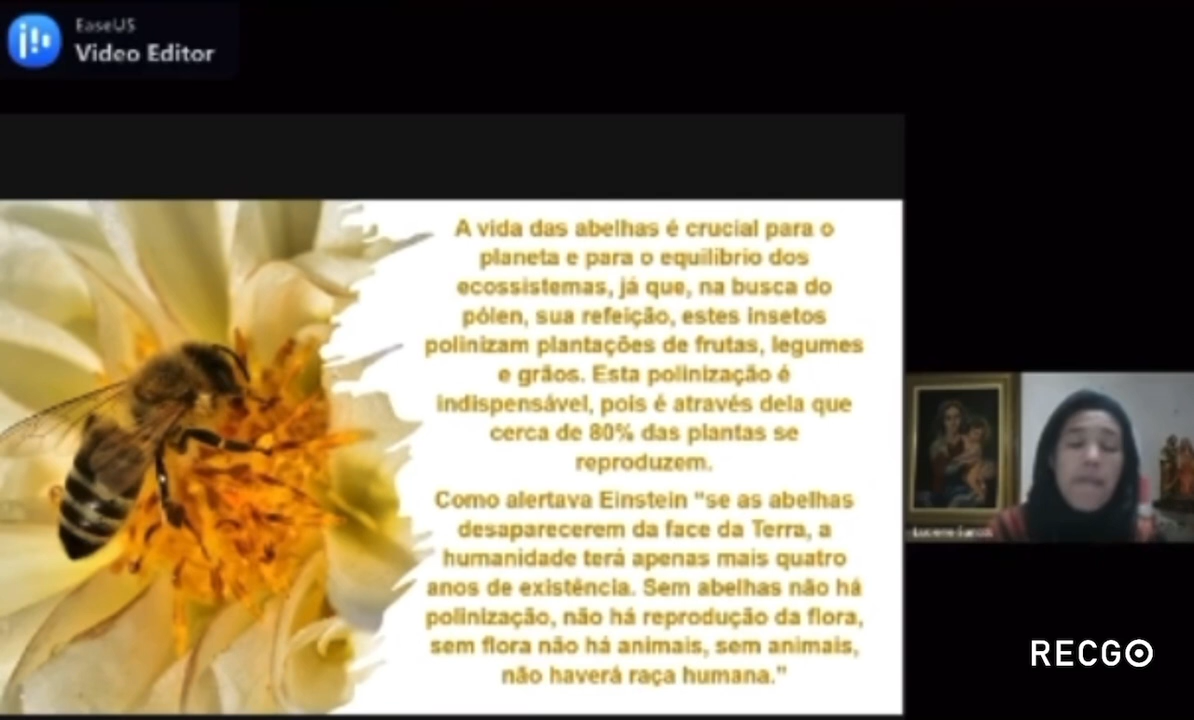 EaseUS
Video Editor
A vida das abelhas é crucial para o
planeta e para o equilíbrio dos
ecossistemas, já que, na busca do
pólen, sua refeição, estes insetos
polinizam plantações de frutas, legumes
e grãos. Esta polinização é
indispensável, pois é através dela que
cerca de 80% das plantas se
reproduzem.
Como alertava Einstein "se as abelhas
desaparecerem da face da Terra, a
humanidade terá apenas mais quatro
anos de existência. Sem abelhas não há
polinização, não há reprodução da flora,
sem flora não há animais, sem animais,
não haverá raça humana."
RECGO